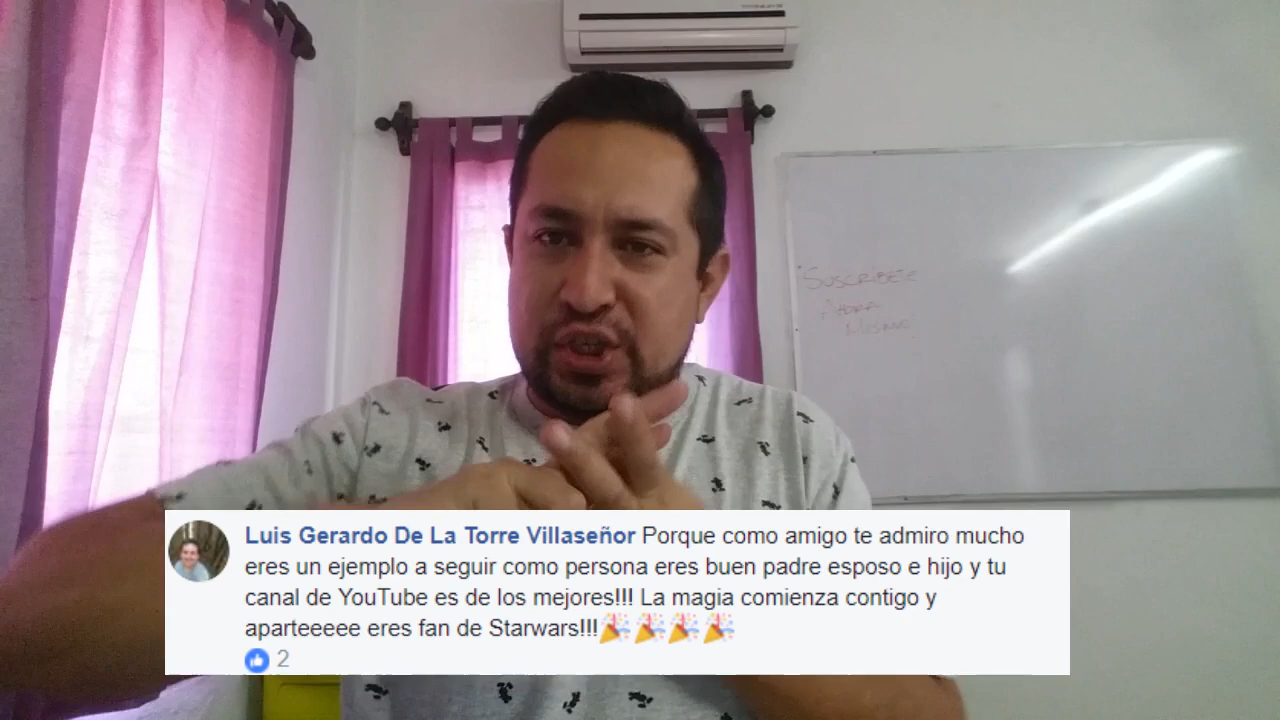 SUSCRIBETE
AHORA
MISMO
Luis Gerardo De La Torre Villaseñor Porque como amigo te admiro mucho
eres un ejemplo a seguir como persona eres buen padre esposo e hijo y tu
canal de YouTube es de los mejores!!! La magia comienza contigo y
aparteeeee eres fan de Starwars!!!🎉🎉🎉🎉
2